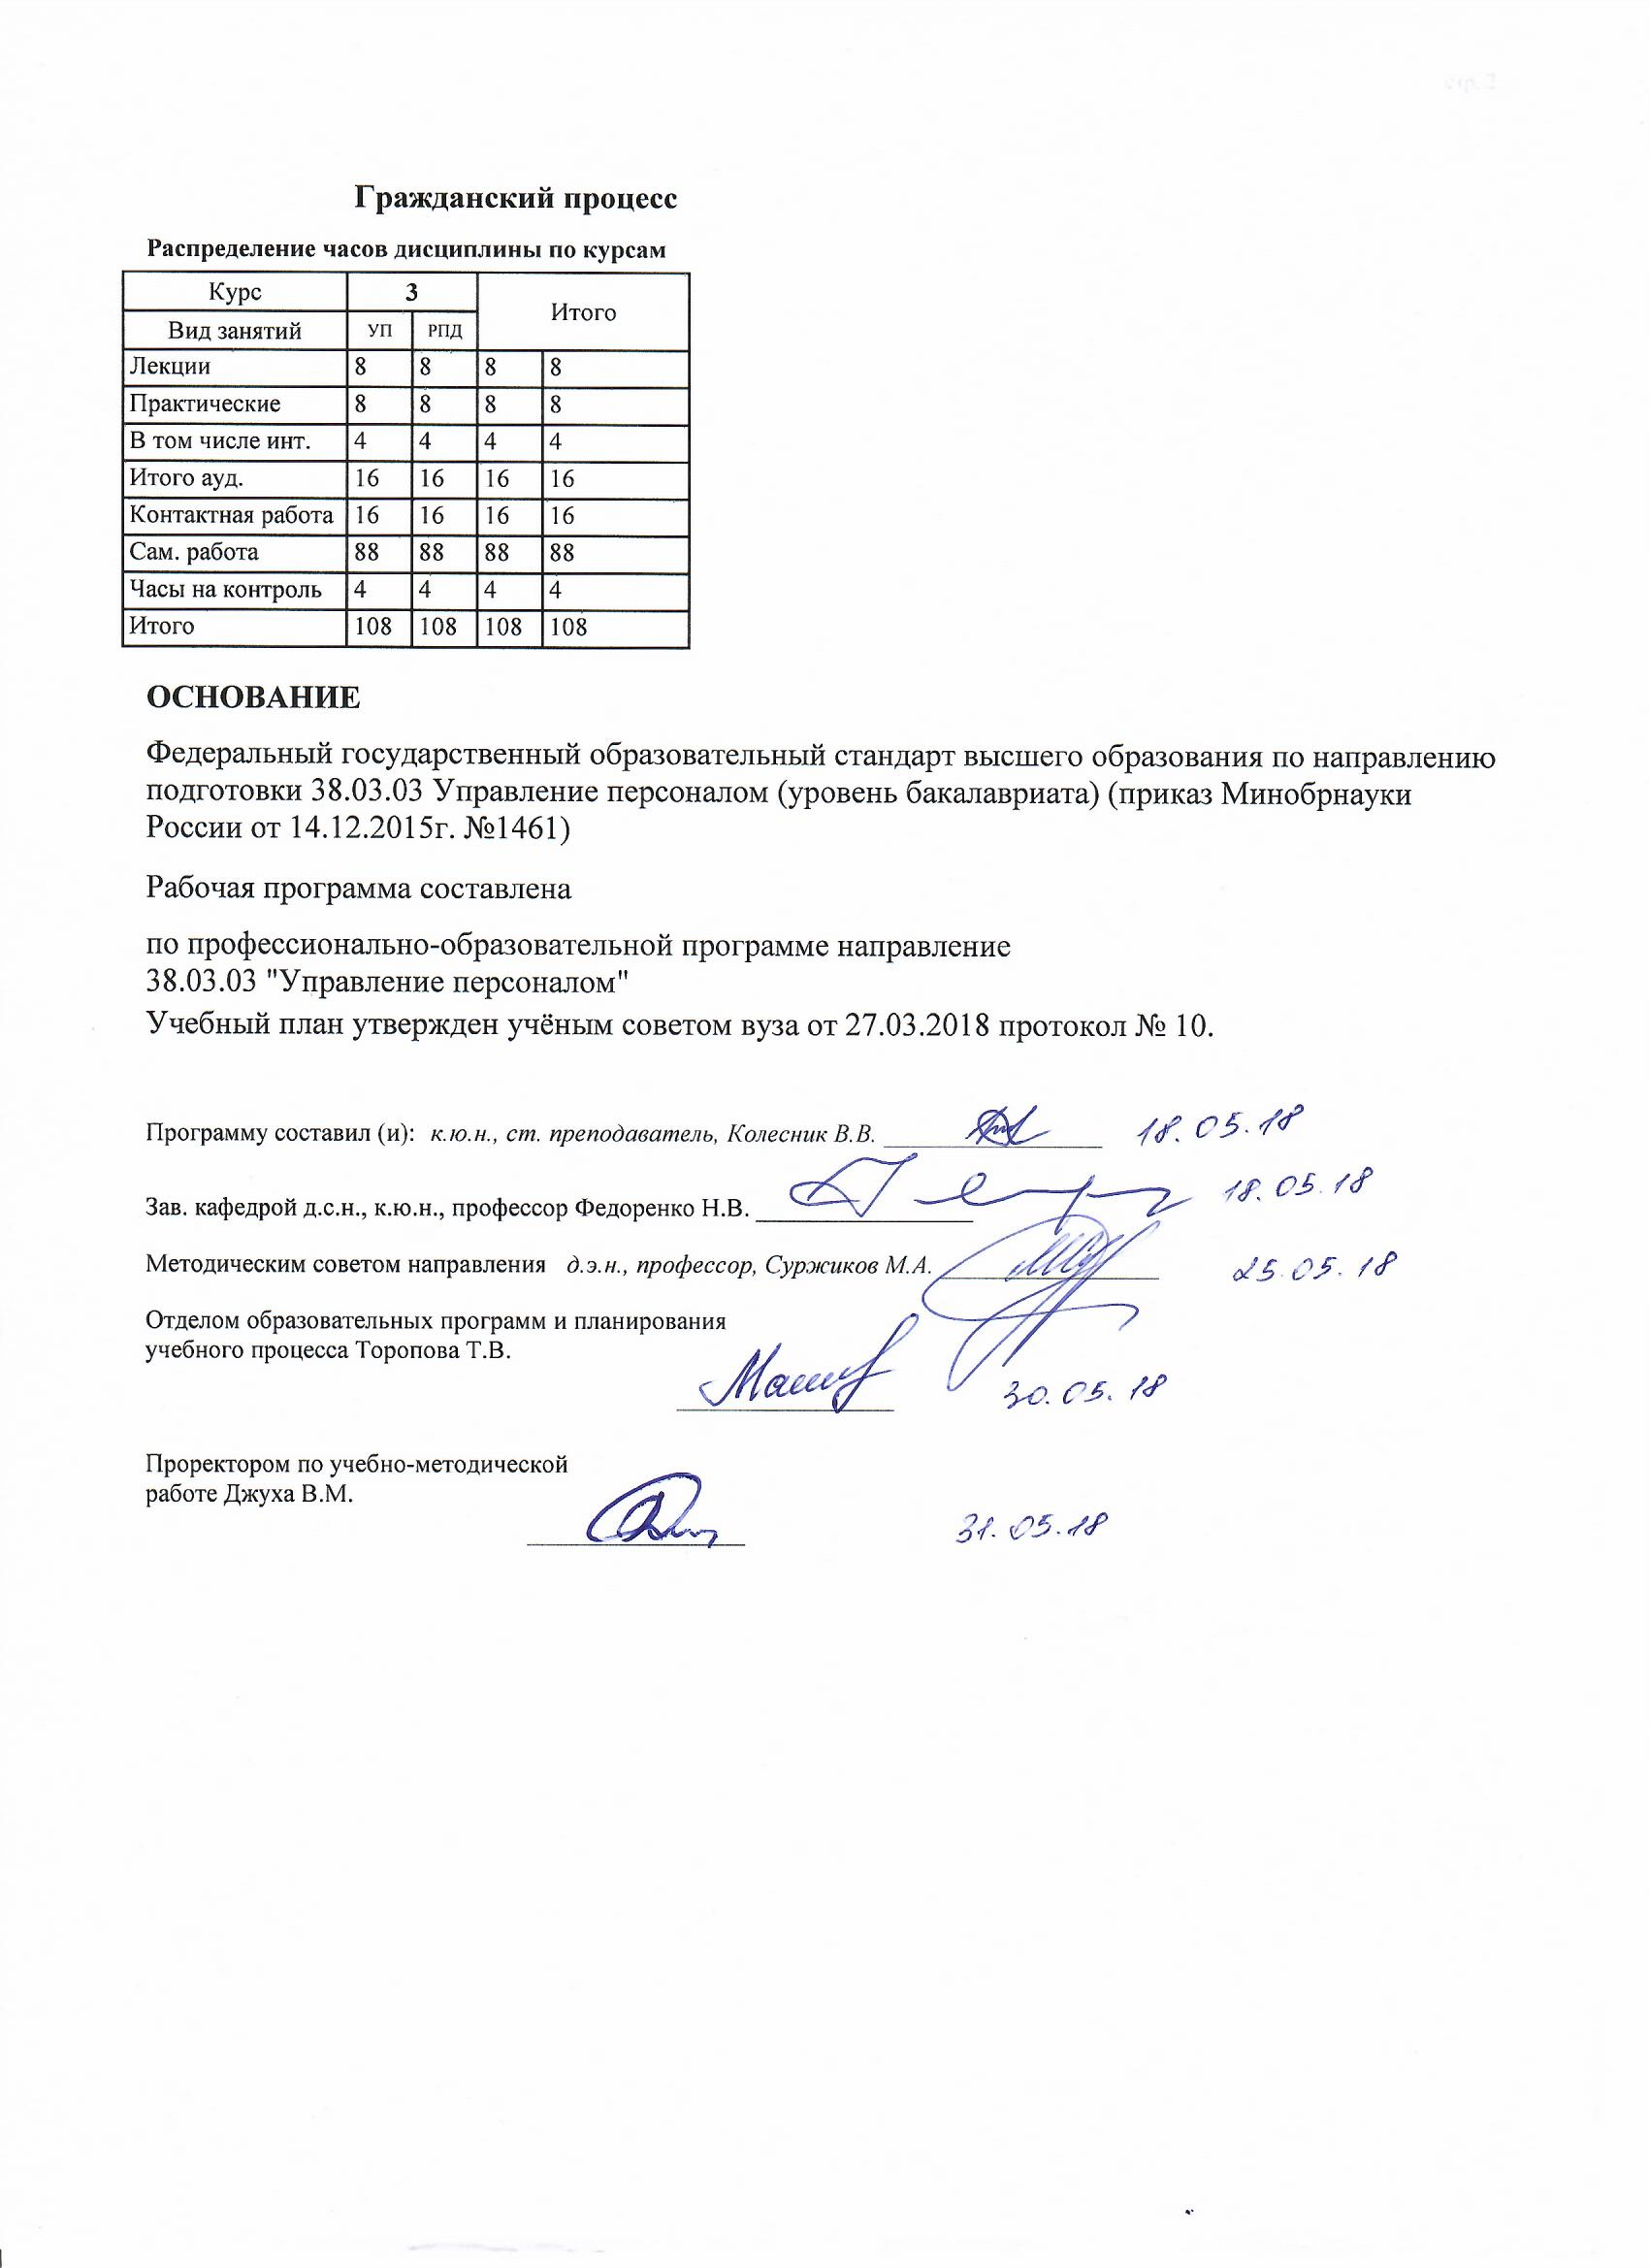 стр. 2
Гражданский процесс
Распределение часов дисциплины по курсам
Курс 3 Итого
Вид занятий УП РПД
Лекции 8 8 8 8
Практические 8 8 8 8
В том числе инт. 4 4 4 4
Итого ауд. 16 16 16 16
Контактная работа 16 16 16 16
Сам. работа 88 88 88 88
Часы на контроль 4 4 4 4
Итого 108 108 108 108
ОСНОВАНИЕ
Федеральный государственный образовательный стандарт высшего образования по направлению
подготовки 38.03.03 Управление персоналом (уровень бакалавриата) (приказ Минобрнауки
России от 14.12.2015г. №1461)
Рабочая программа составлена
по профессионально-образовательной программе направление
38.03.03 "Управление персоналом"
Учебный план утвержден учёным советом вуза от 27.03.2018 протокол № 10.
Программу составил (и): к.ю.н., ст. преподаватель, Колесник В.В. 18.05.18
Зав. кафедрой д.с.н., к.ю.н., профессор Федоренко Н.В. 18.05.18
Методическим советом направления д.э.н., профессор, Суржиков М.А. 25.05.18
Отделом образовательных программ и планирования
учебного процесса Торопова Т.В.
30.05.18
Проректором по учебно-методической
работе Джуха В.М.
31.05.18